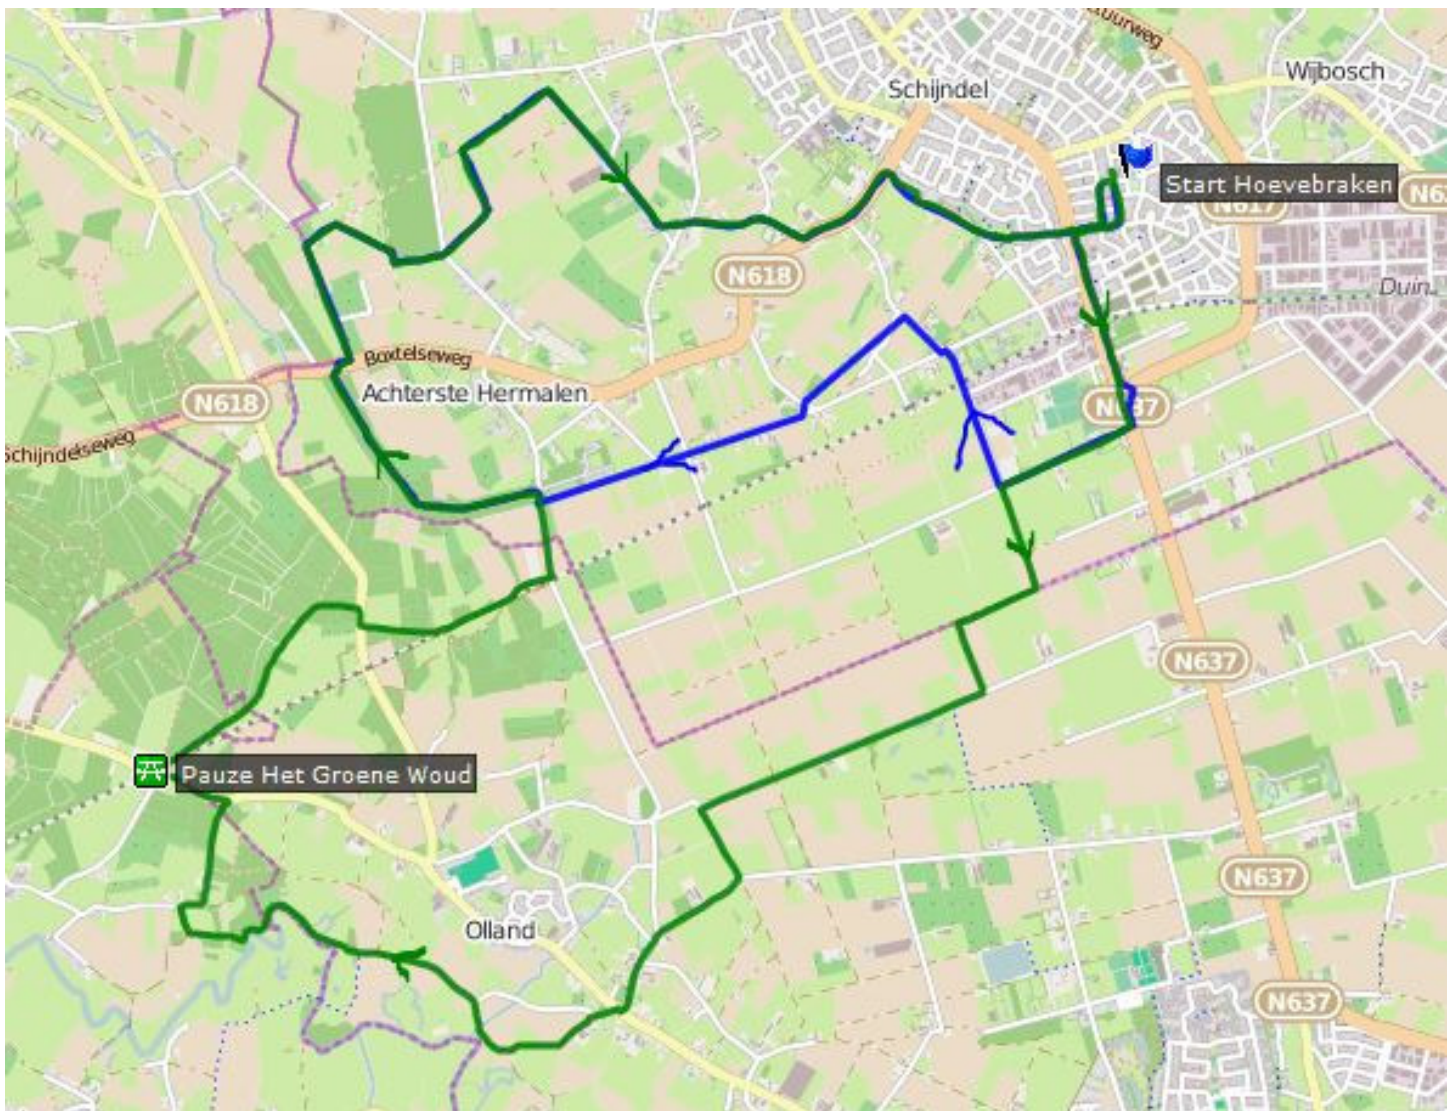 Wijbosch
Schijndel
Start Hoevebraken
N617
N618
Duin
Boxtelseweg
Achterste Hermalen
N618
N637
Schijndelseweg
N637
Pauze Het Groene Woud
N637
Olland
N637